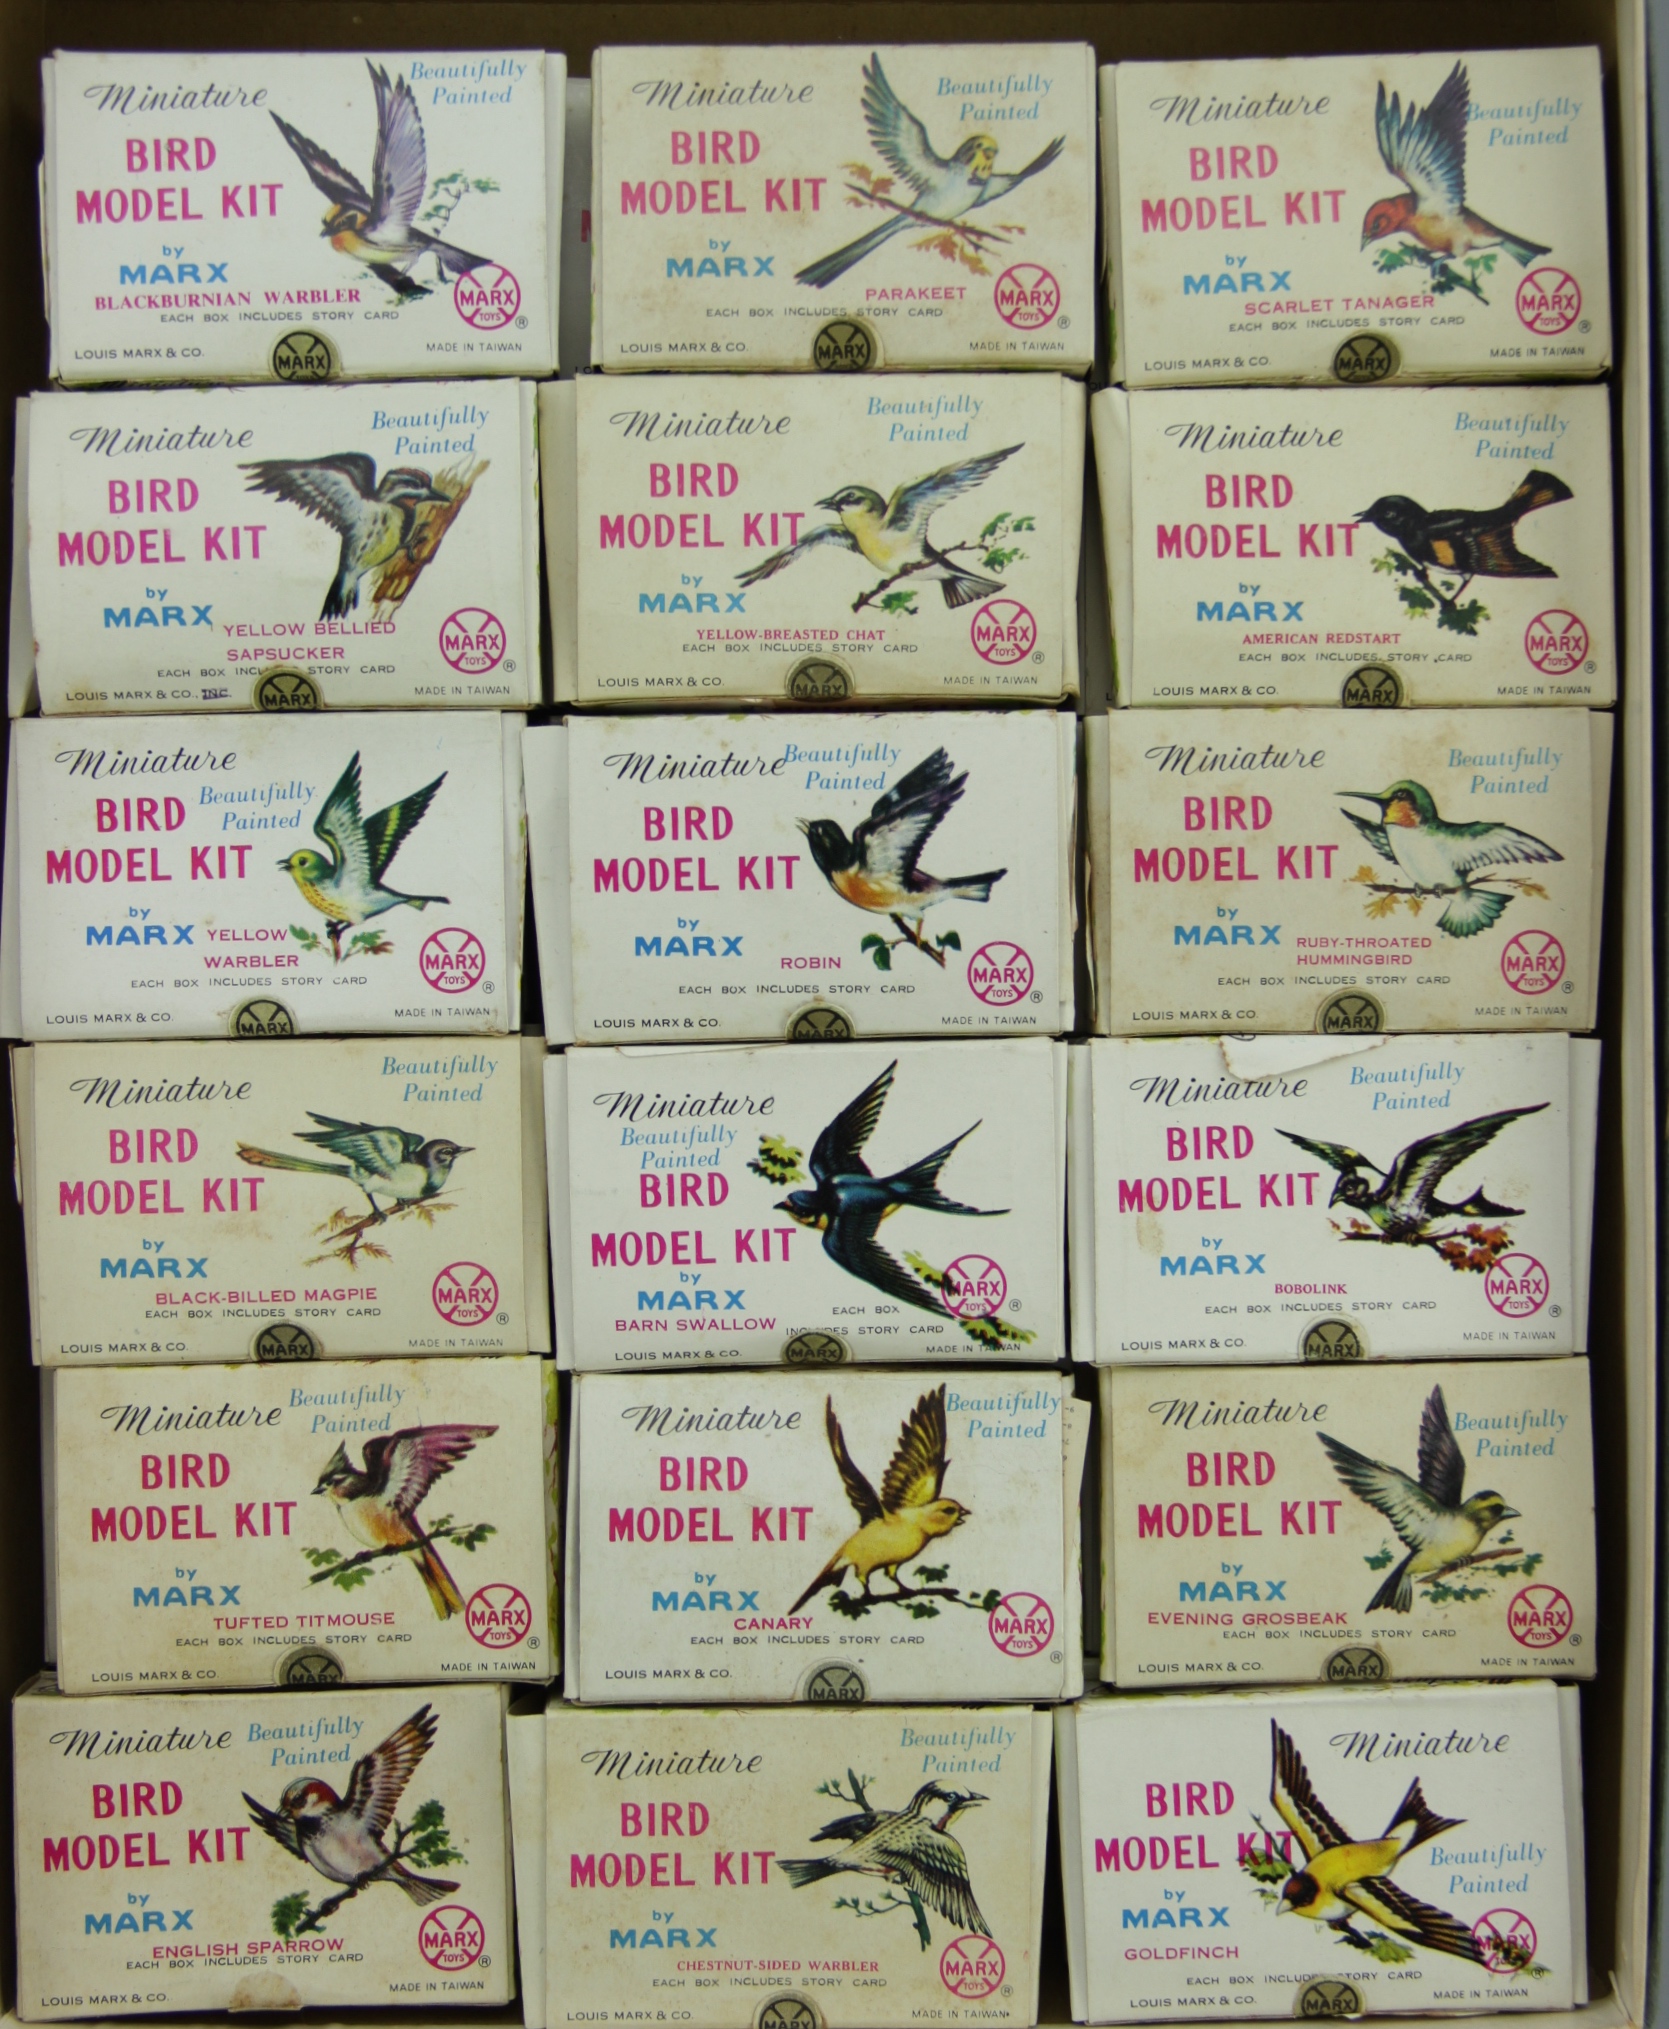 Miniature
Beautifully
Painted
BIRD
MODEL KIT
by
MARX
BLACKBURNIAN WARBLER
EACH BOX INCLUDES STORY CARD
MARX
TOYS
®
LOUIS MARX & CO.
MARX
MADE IN TAIWAN
Miniature
Beautifully
Painted
BIRD
MODEL KIT
by
MARX
PARAKEET
EACH BOX INCLUDES STORY CARD
MARX
TOYS
®
LOUIS MARX & CO.
MARX
MADE IN TAIWAN
Miniature
Beautifully
Painted
BIRD
MODEL KIT
by
MARX
SCARLET TANAGER
EACH BOX INCLUDES STORY CARD
MARX
TOYS
®
LOUIS MARX & CO.
MARX
MADE IN TAIWAN
Miniature
Beautifully
Painted
BIRD
MODEL KIT
by
MARX
YELLOW BELLIED
SAPSUCKER
EACH BOX INCL STORY CARD
MARX
TOYS
®
LOUIS MARX & CO., INC.
MARX
MADE IN TAIWAN
Miniature
Beautifully
Painted
BIRD
MODEL KIT
by
MARX
YELLOW-BREASTED CHAT
EACH BOX INCLUDES STORY CARD
MARX
TOYS
®
LOUIS MARX & CO.
MARX
MADE IN TAIWAN
Miniature
Beautifully
Painted
BIRD
MODEL KIT
by
MARX
AMERICAN REDSTART
EACH BOX INCLUDES STORY CARD
MARX
TOYS
®
LOUIS MARX & CO.
MARX
MADE IN TAIWAN
Miniature
Beautifully
Painted
BIRD
MODEL KIT
by
MARX
YELLOW
WARBLER
EACH BOX INCLUDES STORY CARD
MARX
TOYS
®
LOUIS MARX & CO.
MARX
MADE IN TAIWAN
Miniature
Beautifully
Painted
BIRD
MODEL KIT
by
MARX
ROBIN
EACH BOX INCLUDES STORY CARD
MARX
TOYS
®
LOUIS MARX & CO.
MARX
MADE IN TAIWAN
Miniature
Beautifully
Painted
BIRD
MODEL KIT
by
MARX
RUBY-THROATED
HUMMINGBIRD
EACH BOX INCLUDES STORY CARD
MARX
TOYS
®
LOUIS MARX & CO.
MARX
MADE IN TAIWAN
Miniature
Beautifully
Painted
BIRD
MODEL KIT
by
MARX
BLACK-BILLED MAGPIE
EACH BOX INCLUDES STORY CARD
MARX
TOYS
®
LOUIS MARX & CO.
MARX
MADE IN TAIWAN
Miniature
Beautifully
Painted
BIRD
MODEL KIT
by
MARX
BARN SWALLOW
EACH BOX
INCLUDES STORY CARD
MARX
TOYS
®
LOUIS MARX & CO.
MARX
MADE IN TAIWAN
Miniature
Beautifully
Painted
BIRD
MODEL KIT
by
MARX
BOBOLINK
EACH BOX INCLUDES STORY CARD
MARX
TOYS
®
LOUIS MARX & CO.
MARX
MADE IN TAIWAN
Miniature
Beautifully
Painted
BIRD
MODEL KIT
by
MARX
TUFTED TITMOUSE
EACH BOX INCLUDES STORY CARD
MARX
TOYS
®
LOUIS MARX & CO.
MARX
MADE IN TAIWAN
Miniature
Beautifully
Painted
BIRD
MODEL KIT
by
MARX
CANARY
EACH BOX INCLUDES STORY CARD
MARX
TOYS
®
LOUIS MARX & CO.
MARX
Miniature
Beautifully
Painted
BIRD
MODEL KIT
by
MARX
EVENING GROSBEAK
EACH BOX INCLUDES STORY CARD
MARX
TOYS
®
LOUIS MARX & CO.
MARX
MADE IN TAIWAN
Miniature
Beautifully
Painted
BIRD
MODEL KIT
by
MARX
ENGLISH SPARROW
EACH BOX INCLUDES STORY CARD
MARX
TOYS
®
LOUIS MARX & CO.
MADE IN TAIWAN
Miniature
Beautifully
Painted
BIRD
MODEL KIT
by
MARX
CHESTNUT-SIDED WARBLER
EACH BOX INCLUDES STORY CARD
MARX
TOYS
®
LOUIS MARX & CO.
MARX
MADE IN TAIWAN
Miniature
BIRD
MODEL KIT
Beautifully
Painted
by
MARX
GOLDFINCH
EACH BOX INCLUDES STORY CARD
MARX
®
LOUIS MARX & CO.
MARX
MADE IN TAIWAN